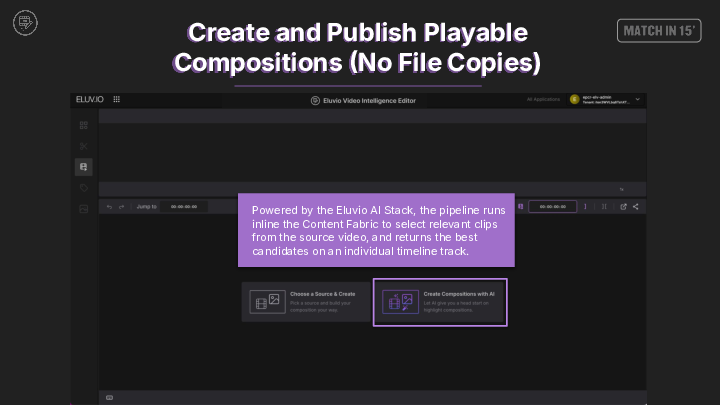 Create and Publish Playable
Compositions (No File Copies)
MATCH IN 15'
ELUV.IO
Eluvio Video Intelligence Editor
All Applications
Jump to
00:00:00:00
00:00:00:00
Powered by the Eluvio AI Stack, the pipeline runs
inline the Content Fabric to select relevant clips
from the source video, and returns the best
candidates on an individual timeline track.
Choose a Source & Create
Pick a source and build your
composition your way.
Create Compositions with AI
Let AI give you a head start on
highlight compositions.